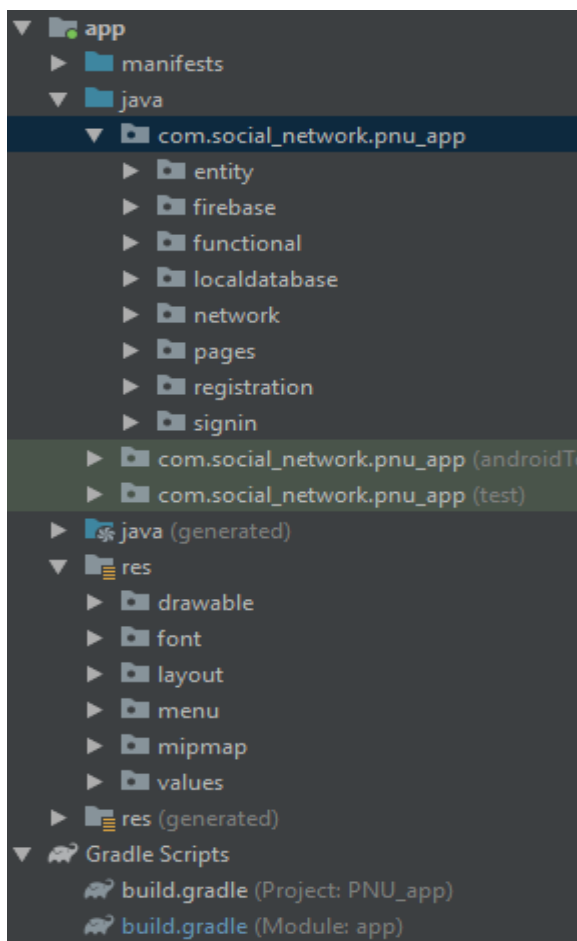 app
manifests
java
com.social_network.pnu_app
entity
firebase
functional
localdatabase
network
pages
registration
signin
com.social_network.pnu_app (androidTe
com.social_network.pnu_app (test)
java (generated)
res
drawable
font
layout
menu
mipmap
values
res (generated)
Gradle Scripts
build.gradle (Project: PNU_app)
build.gradle (Module: app)